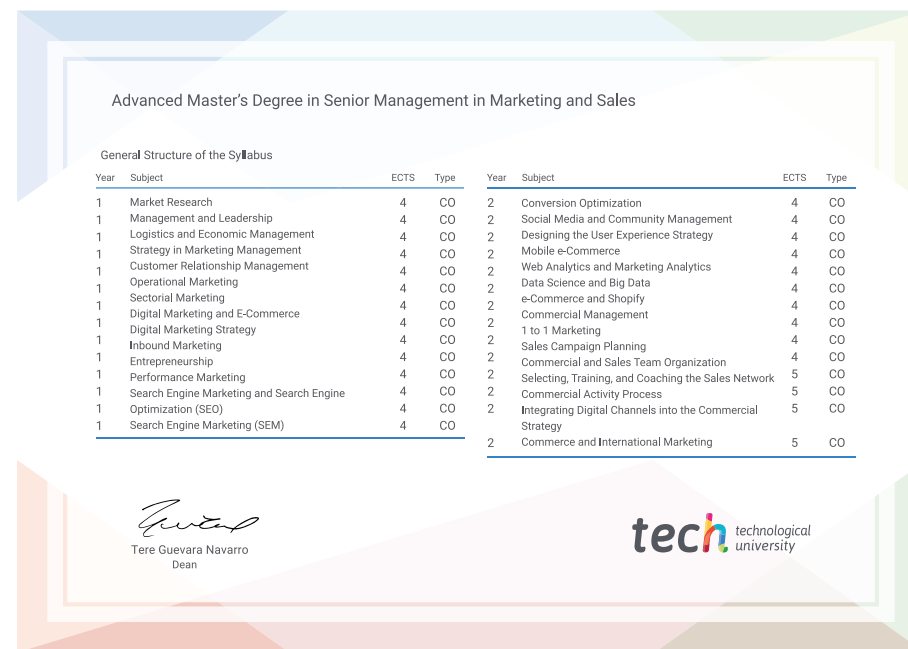 Advanced Master's Degree in Senior Management in Marketing and Sales
General Structure of the Syllabus
Year Subject ECTS Type
1 Market Research 4 CO
1 Management and Leadership 4 CO
1 Logistics and Economic Management 4 CO
1 Strategy in Marketing Management 4 CO
1 Customer Relationship Management 4 CO
1 Operational Marketing 4 CO
1 Sectorial Marketing 4 CO
1 Digital Marketing and E-Commerce 4 CO
1 Digital Marketing Strategy 4 CO
1 Inbound Marketing 4 CO
1 Entrepreneurship 4 CO
1 Performance Marketing 4 CO
Search Engine Marketing and Search Engine
1 Optimization (SEO) 4 CO
1 Search Engine Marketing (SEM) 4 CO
Year Subject ECTS Type
2 Conversion Optimization 4 CO
2 Social Media and Community Management 4 CO
2 Designing the User Experience Strategy 4 CO
2 Mobile e-Commerce 4 CO
2 Web Analytics and Marketing Analytics 4 CO
2 Data Science and Big Data 4 CO
2 e-Commerce and Shopify 4 CO
Commercial Management
2 1 to 1 Marketing 4 CO
2 Sales Campaign Planning 4 CO
2 Commercial and Sales Team Organization 4 CO
2 Selecting, Training, and Coaching the Sales Network 5 CO
2 Commercial Activity Process 5 CO
2 Integrating Digital Channels into the Commercial 5 CO
Strategy
2 Commerce and International Marketing 5 CO
Tere Guevara Navarro
Dean
tech technological
university